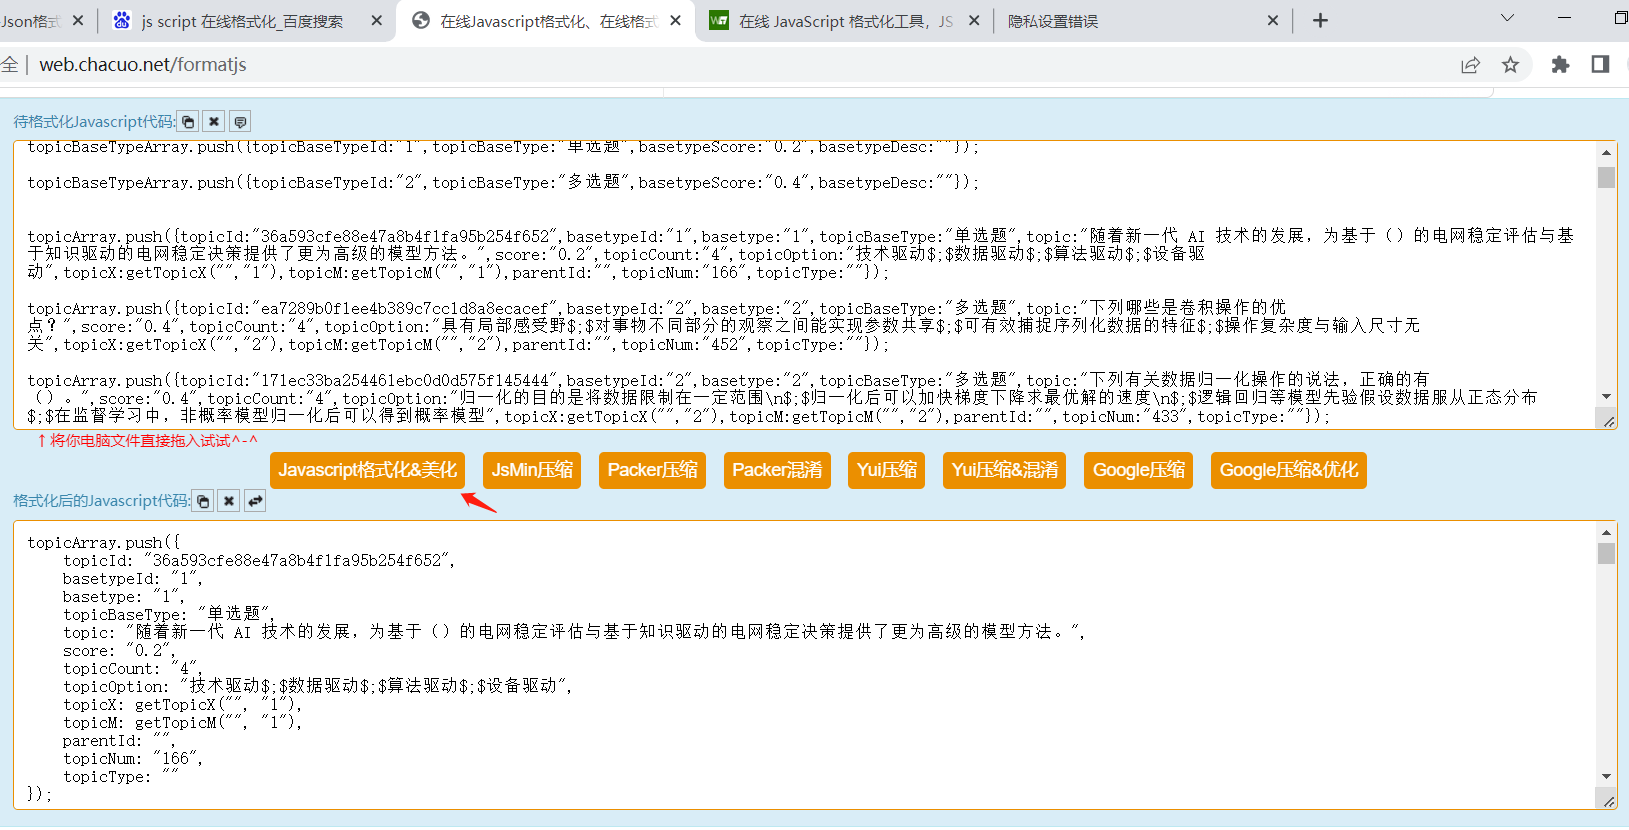 Json格式
js script 在线格式化_百度搜索
在线Javascript格式化、在线格式
在线 JavaScript 格式化工具，JS
隐私设置错误
全 | web.chacuo.net/formatjs
待格式化Javascript代码:
topicBaseTypeArray.push({topicBaseTypeId:"1",topicBaseType:"单选题",basetypeScore:"0.2",basetypeDesc:""});
topicBaseTypeArray.push({topicBaseTypeId:"2",topicBaseType:"多选题",basetypeScore:"0.4",basetypeDesc:""});
topicArray.push({topicId:"36a593cfe88e47a8b4f1fa95b254f652",basetypeId:"1",basetype:"1",topicBaseType:"单选题",topic:"随着新一代 AI 技术的发展，为基于（）的电网稳定评估与基
于知识驱动的电网稳定决策提供了更为高级的模型方法。",score:"0.2",topicCount:"4",topicOption:"技术驱动$;$数据驱动$;$算法驱动$;$设备驱
动",topicX:getTopicX("","1"),topicM:getTopicM("","1"),parentId:"",topicNum:"166",topicType:""});
topicArray.push({topicId:"ea7289b0f1ee4b389c7cc1d8a8ecacef",basetypeId:"2",basetype:"2",topicBaseType:"多选题",topic:"下列哪些是卷积操作的优
点？",score:"0.4",topicCount:"4",topicOption:"具有局部感受野$;$对事物不同部分的观察之间能实现参数共享$;$可有效捕捉序列化数据的特征$;$操作复杂度与输入尺寸无
关",topicX:getTopicX("","2"),topicM:getTopicM("","2"),parentId:"",topicNum:"452",topicType:""});
topicArray.push({topicId:"171ec33ba254461ebc0d0d575f145444",basetypeId:"2",basetype:"2",topicBaseType:"多选题",topic:"下列有关数据归一化操作的说法，正确的有
（）。",score:"0.4",topicCount:"4",topicOption:"归一化的目的是将数据限制在一定范围\n$;$归一化后可以加快梯度下降求最优解的速度\n$;$逻辑回归等模型先验假设数据服从正态分布
$;$在监督学习中，非概率模型归一化后可以得到概率模型",topicX:getTopicX("","2"),topicM:getTopicM("","2"),parentId:"",topicNum:"433",topicType:""});
↑将你电脑文件直接拖入试试^-^
Javascript格式化&美化 JsMin压缩 Packer压缩 Packer混淆 Yui压缩 Yui压缩&混淆 Google压缩 Google压缩&优化
格式化后的Javascript代码:
topicArray.push({
topicId: "36a593cfe88e47a8b4f1fa95b254f652",
basetypeId: "1",
basetype: "1",
topicBaseType: "单选题",
topic: "随着新一代 AI 技术的发展，为基于（）的电网稳定评估与基于知识驱动的电网稳定决策提供了更为高级的模型方法。",
score: "0.2",
topicCount: "4",
topicOption: "技术驱动$;$数据驱动$;$算法驱动$;$设备驱动",
topicX: getTopicX("", "1"),
topicM: getTopicM("", "1"),
parentId: "",
topicNum: "166",
topicType: ""
});